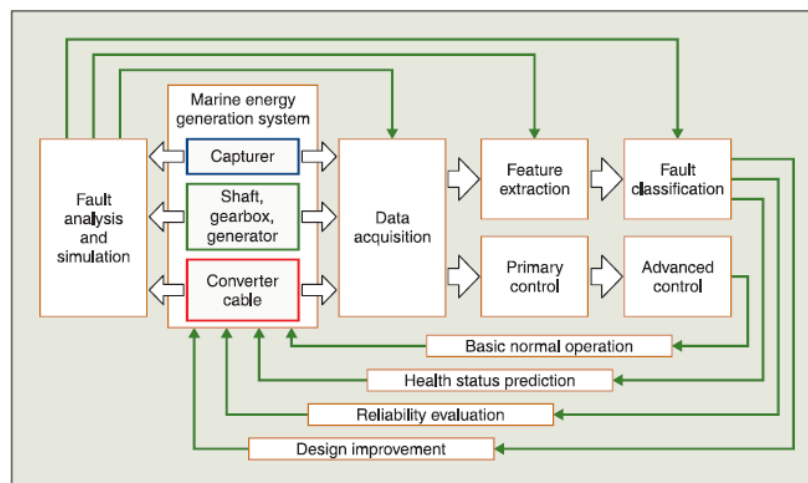 Marine energy
generation system
Capturer
Shaft,
gearbox,
generator
Converter
cable
Fault
analysis
and
simulation
Data
acquisition
Feature
extraction
Fault
classification
Primary
control
Advanced
control
Basic normal operation
Health status prediction
Reliability evaluation
Design improvement